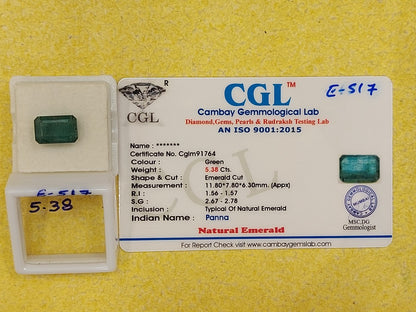 R
CGL
CGL™
E-517
Cambay Gemmological Lab
Diamond,Gems, Pearls & Rudraksh Testing Lab
AN ISO 9001:2015
Name : *******
Certificate No. Cglm91764
Colour : Green
Weight : 5.38 Cts.
Shape & Cut : Emerald Cut
Measurement : 11.80*7.80*6.30mm. (Appx)
R.I : 1.56 - 1.57
S.G : 2.67 - 2.78
Inclusion : Typical Of Natural Emerald
Indian Name : Panna
Natural Emerald
For Report Check Visit - www.cambaygemslab.com
MSC,DG
Gemmologist
E-517
5.38